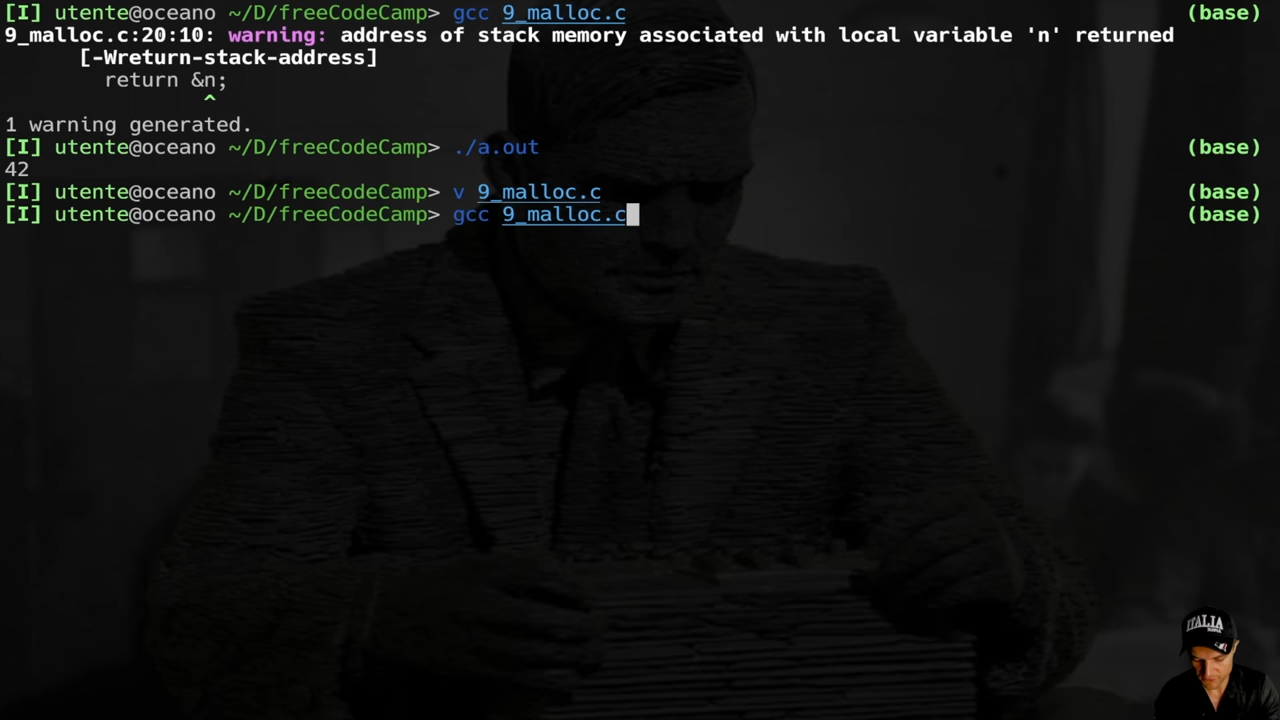 [I] utente@oceano ~/D/freeCodeCamp> gcc 9_malloc.c (base)
9_malloc.c:20:10: warning: address of stack memory associated with local variable 'n' returned
[-Wreturn-stack-address]
return &n;
^
1 warning generated.
[I] utente@oceano ~/D/freeCodeCamp> ./a.out (base)
42
[I] utente@oceano ~/D/freeCodeCamp> v 9_malloc.c (base)
[I] utente@oceano ~/D/freeCodeCamp> gcc 9_malloc.c (base)
ITALIA